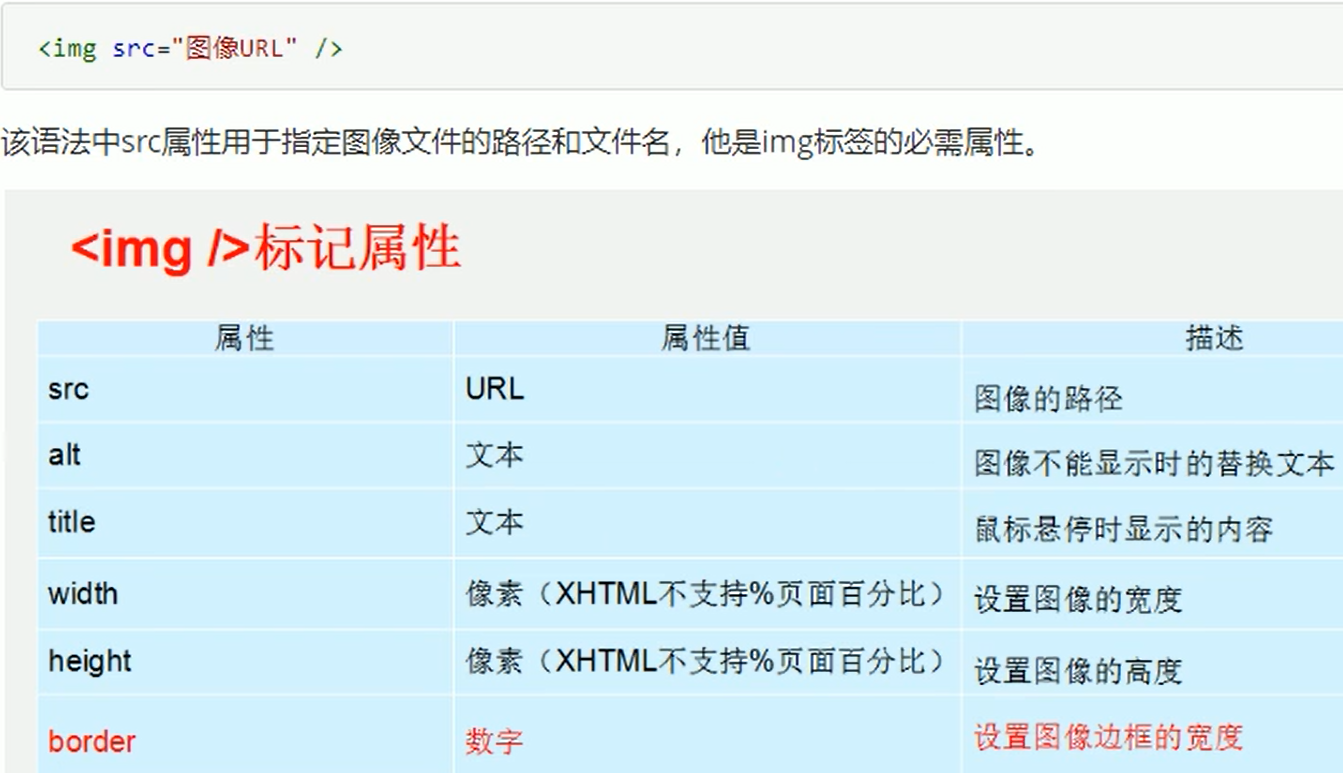 <img src="图像URL" />
该语法中src属性用于指定图像文件的路径和文件名，他是img标签的必需属性。
<img />标记属性
属性 属性值 描述
src URL 图像的路径
alt 文本 图像不能显示时的替换文本
title 文本 鼠标悬停时显示的内容
width 像素（XHTML不支持%页面百分比） 设置图像的宽度
height 像素（XHTML不支持%页面百分比） 设置图像的高度
border 数字 设置图像边框的宽度